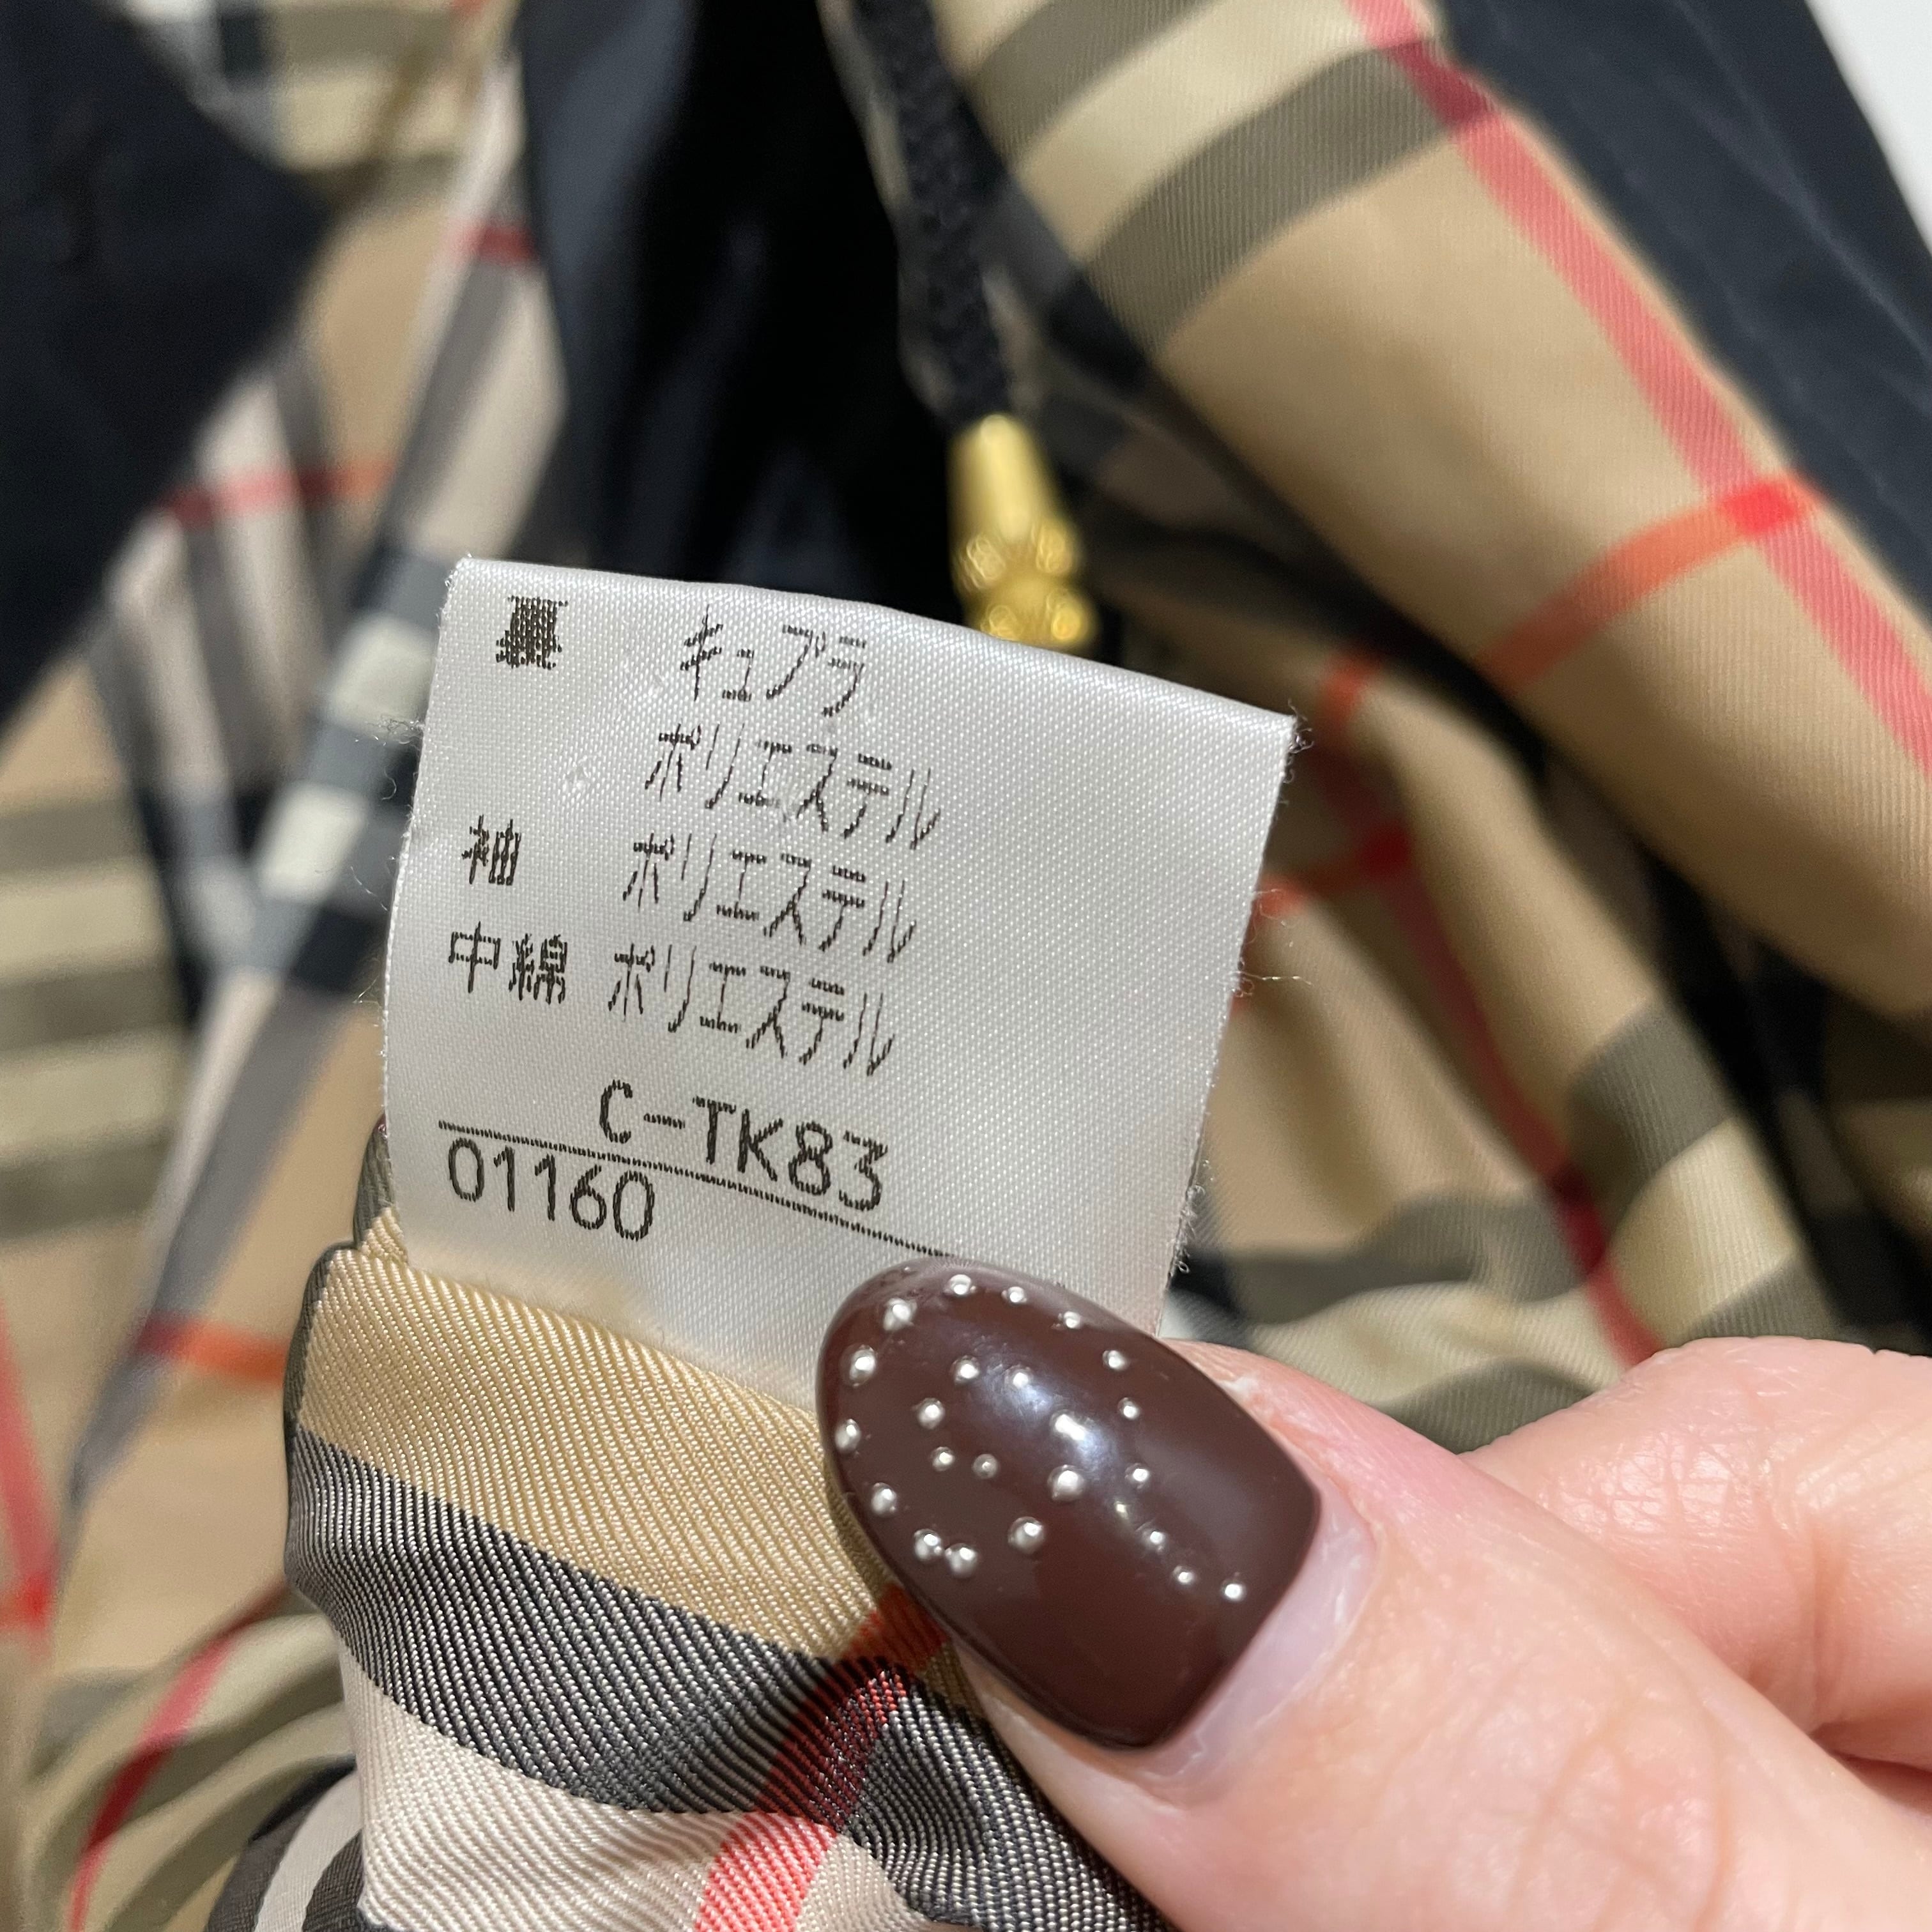 裏 キュプラ
ポリエステル
袖 ポリエステル
中綿 ポリエステル
C-TK83
01160